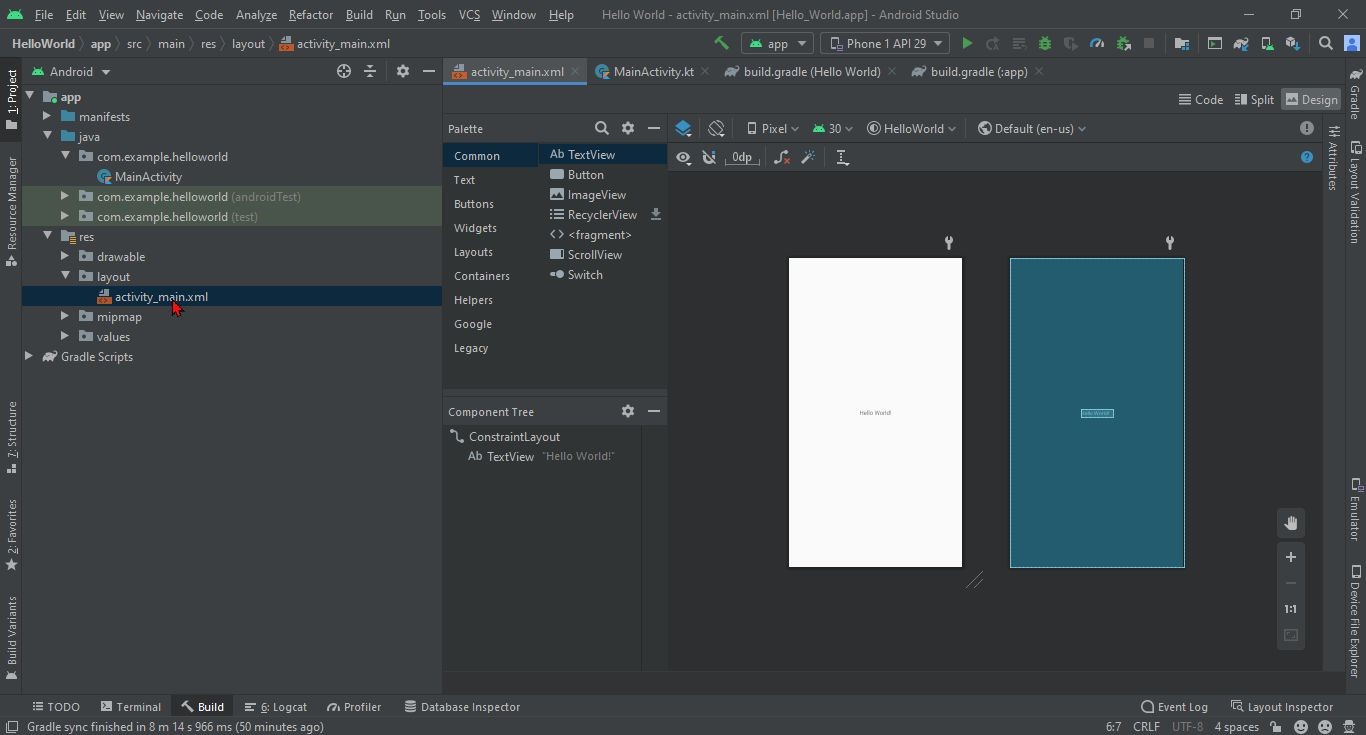 File Edit View Navigate Code Analyze Refactor Build Run Tools VCS Window Help Hello World - activity_main.xml [Hello_World.app] - Android Studio
HelloWorld app src main res layout activity_main.xml app Phone 1 API 29
Android
activity_main.xml MainActivity.kt build.gradle (Hello World) build.gradle (:app)
Code Split Design
1: Project
Resource Manager
7: Structure
2: Favorites
Build Variants
app
manifests
java
com.example.helloworld
MainActivity
com.example.helloworld (androidTest)
com.example.helloworld (test)
res
drawable
layout
activity_main.xml
mipmap
values
Gradle Scripts
Palette
Common
Text
Buttons
Widgets
Layouts
Containers
Helpers
Google
Legacy
Ab TextView
Button
ImageView
RecyclerView
<> <fragment>
ScrollView
Switch
Component Tree
ConstraintLayout
Ab TextView "Hello World!"
Pixel 30 HelloWorld Default (en-us)
0dp
Hello World!
Hello World!
1:1
Gradle
Attributes
Layout Validation
Emulator
Device File Explorer
TODO Terminal Build 6: Logcat Profiler Database Inspector Event Log Layout Inspector
Gradle sync finished in 8 m 14 s 966 ms (50 minutes ago) 6:7 CRLF UTF-8 4 spaces